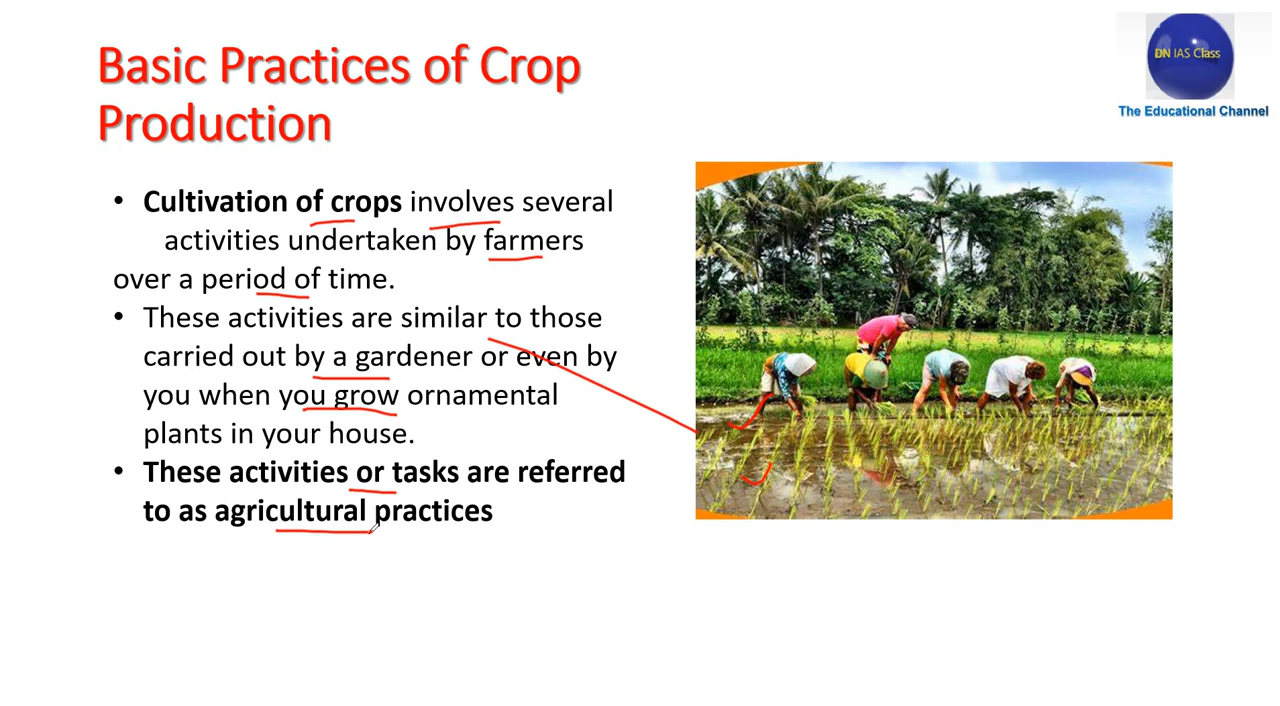 Basic Practices of Crop
Production
DN IAS Class
The Educational Channel
• Cultivation of crops involves several
activities undertaken by farmers
over a period of time.
• These activities are similar to those
carried out by a gardener or even by
you when you grow ornamental
plants in your house.
• These activities or tasks are referred
to as agricultural practices